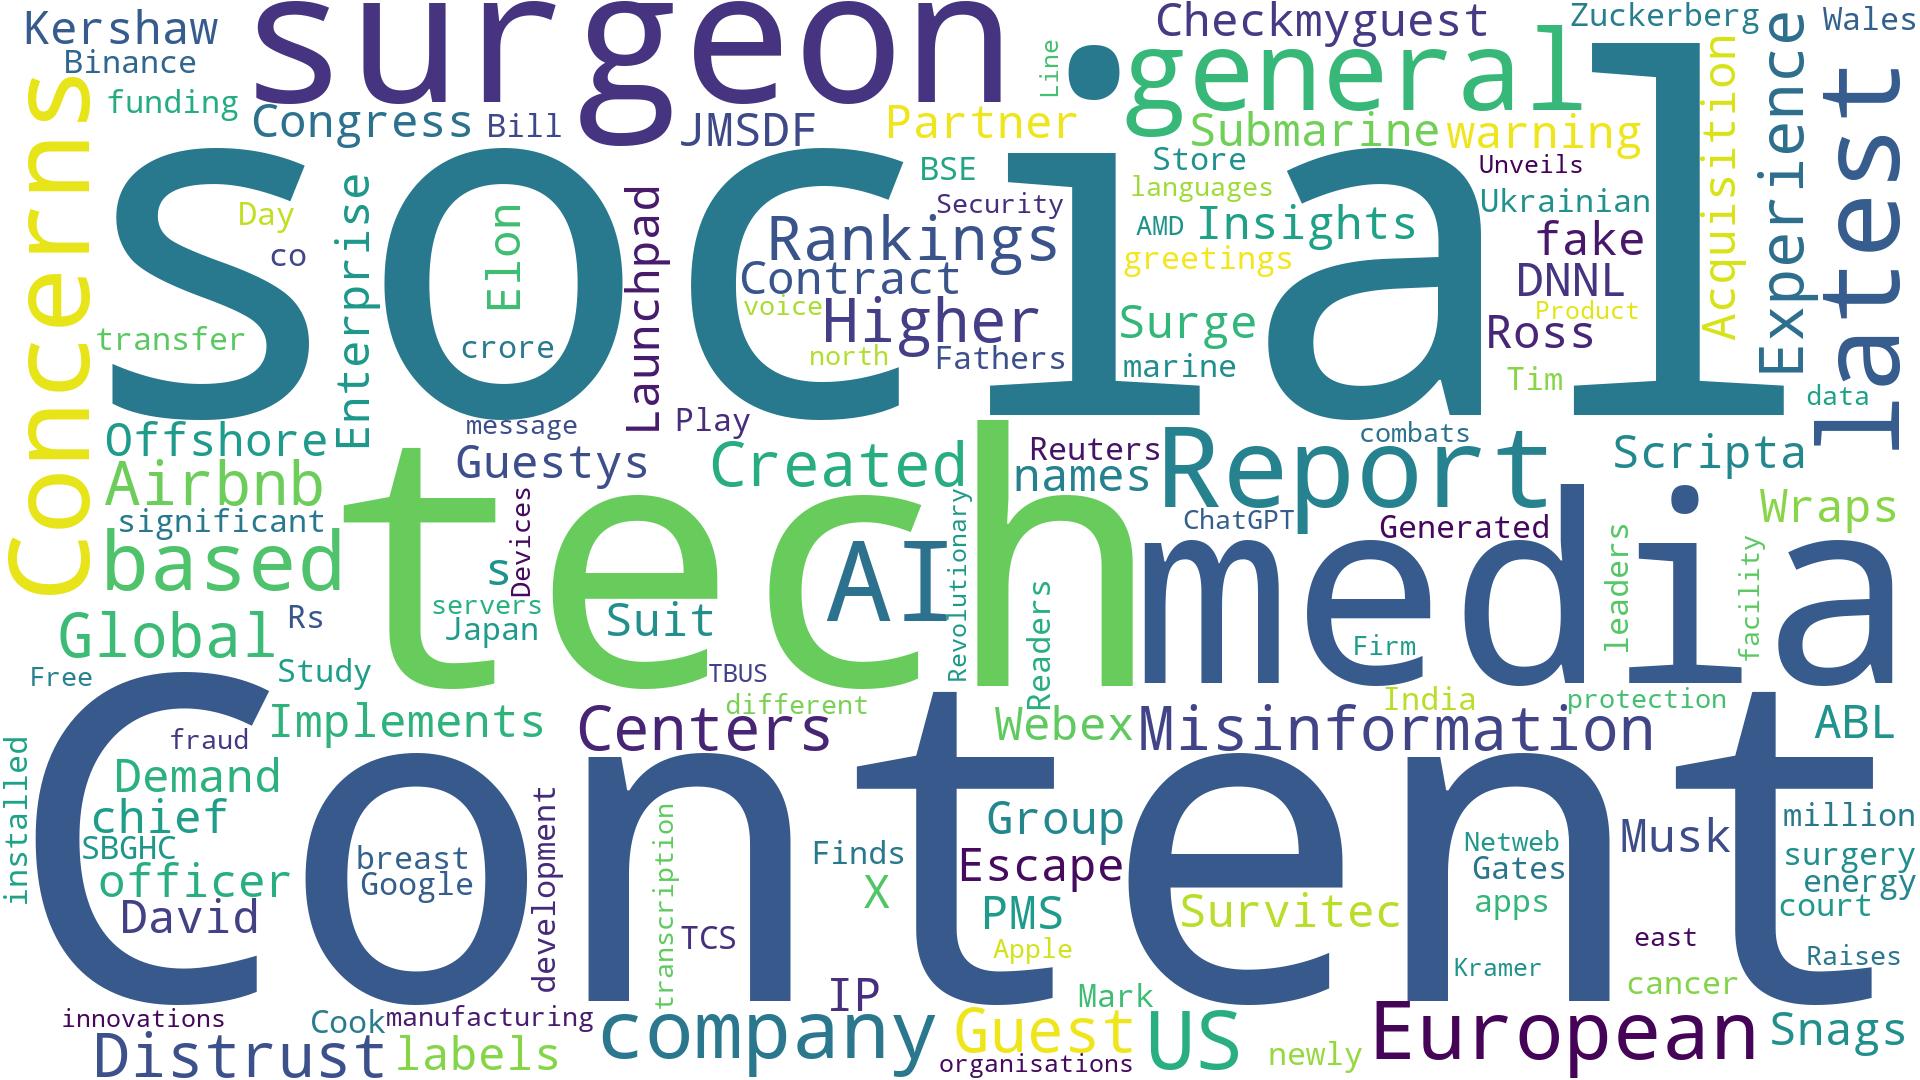 Kershaw
surgeon
Checkmyguest
Zuckerberg
Wales
Binance
Line
general
Concerns
funding
Congress
Bill
JMSDF
Partner
Submarine
warning
Acquisition
Experience
latest
social
BSE
Store
Unveils
languages
Security
Ukrainian
Day
Enterprise
Elon
Launchpad
Rankings
AMD
Insights
fake
co
Contract
greetings
DNNL
voice
Higher
Surge
Product
Ross
transfer
crore
north
Fathers
marine
Tim
data
message
Play
combats
Offshore
Guestys
Created
Reuters
names
Report
Scripta
Airbnb
tech
significant
Devices
Revolutionary
ChatGPT
Generated
Wraps
based
s
AI
media
leaders
facility
servers
Readers
Global
Rs
Japan
Suit
Firm
Free
Study
TBUS
different
India
protection
Implements
Centers
Webex
Misinformation
ABL
fraud
Content
installed
Demand
chief
development
transcription
Group
million
SBGHC
breast
Finds
Escape
Netweb
Musk
surgery
officer
Google
X
Gates
energy
David
PMS
Survitec
apps
court
TCS
Apple
east
Kramer
Raises
IP
Mark
cancer
innovations
Cook
manufacturing
company
Guest
US
European
Snags
Distrust
labels
organisations
newly